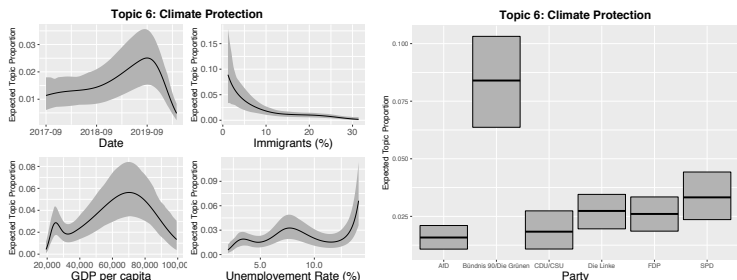 Topic 6: Climate Protection
Expected Topic Proportion
0.03
0.02
0.01
2017-09 2018-09 2019-09
Date
Expected Topic Proportion
0.15
0.10
0.05
0.00
0 10 20 30
Immigrants (%)
Expected Topic Proportion
0.08
0.06
0.04
0.02
0.00
20,000 40,000 60,000 80,000 100,00
GDP per capita
Expected Topic Proportion
0.09
0.06
0.03
0.00
5.0 10.0
Unemployement Rate (%)
Topic 6: Climate Protection
Expected Topic Proportion
0.100
0.075
0.050
0.025
AfD Bündnis 90/Die Grünen CDU/CSU Die Linke FDP SPD
Party